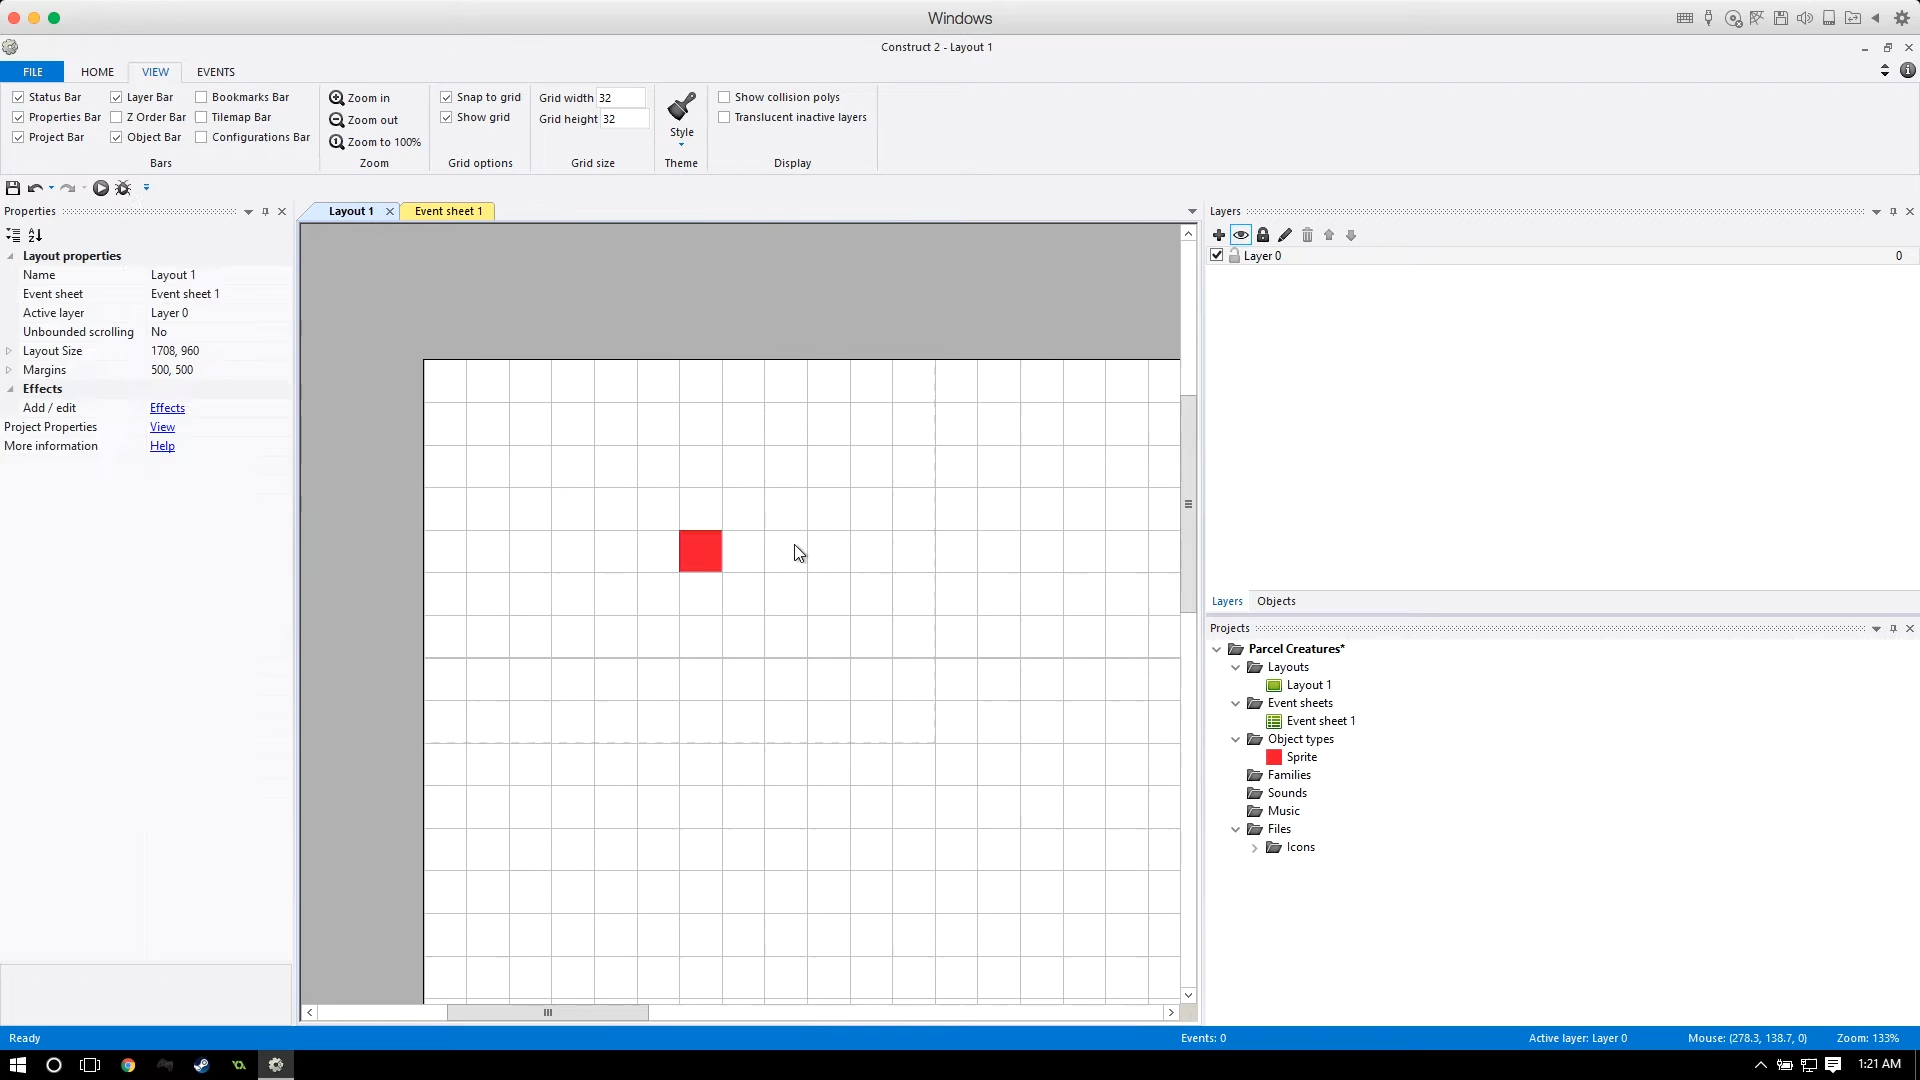 Windows
Construct 2 - Layout 1
FILE HOME VIEW EVENTS
Status Bar Layer Bar Bookmarks Bar Zoom in Snap to grid Grid width 32 Show collision polys
Properties Bar Z Order Bar Tilemap Bar Zoom out Show grid Grid height 32 Style Translucent inactive layers
Project Bar Object Bar Configurations Bar Zoom to 100%
Bars Zoom Grid options Grid size Theme Display
Properties
Layout properties
Name Layout 1
Event sheet Event sheet 1
Active layer Layer 0
Unbounded scrolling No
Layout Size 1708, 960
Margins 500, 500
Effects
Add / edit Effects
Project Properties View
More information Help
Layout 1 Event sheet 1
Layers
Layer 0 0
Layers Objects
Projects
Parcel Creatures*
Layouts
Layout 1
Event sheets
Event sheet 1
Object types
Sprite
Families
Sounds
Music
Files
Icons
Ready Events: 0 Active layer: Layer 0 Mouse: (278.3, 138.7, 0) Zoom: 133%
1:21 AM